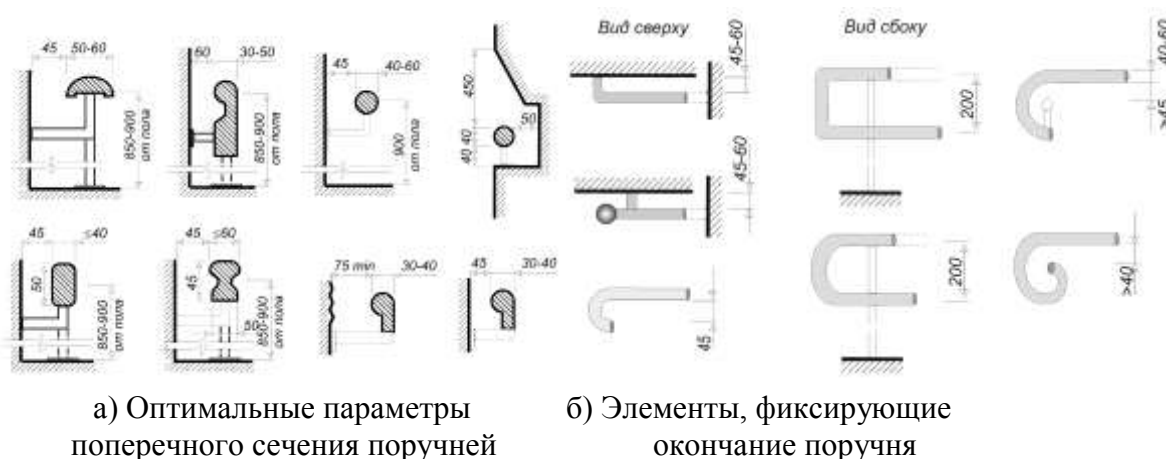 Вид сверху
Вид сбоку
45
50-60
850-900
от пола
60
30-50
850-900
от пола
45
40-60
900
от пола
450
40 40
50
45-60
45-60
45
200
200
40-60
>45
>40
45
≤40
50
850-900
от пола
45
≤60
45
50
850-900
от пола
75 min
30-40
45
30-40
а) Оптимальные параметры
поперечного сечения поручней
б) Элементы, фиксирующие
окончание поручня